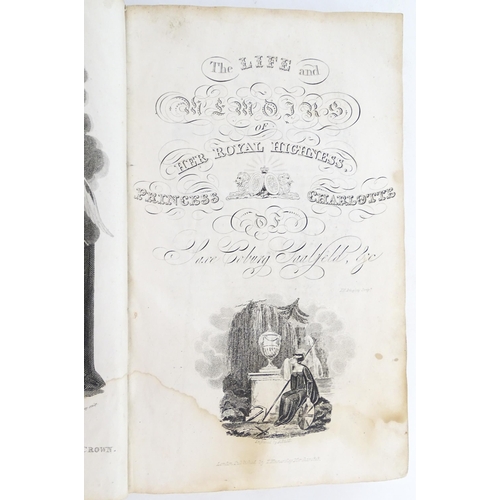 The LIFE and
MEMOIRS
OF
HER ROYAL HIGHNESS,
PRINCESS CHARLOTTE
OF
Saxe Coburg Saalfeld, &c
CROWN.